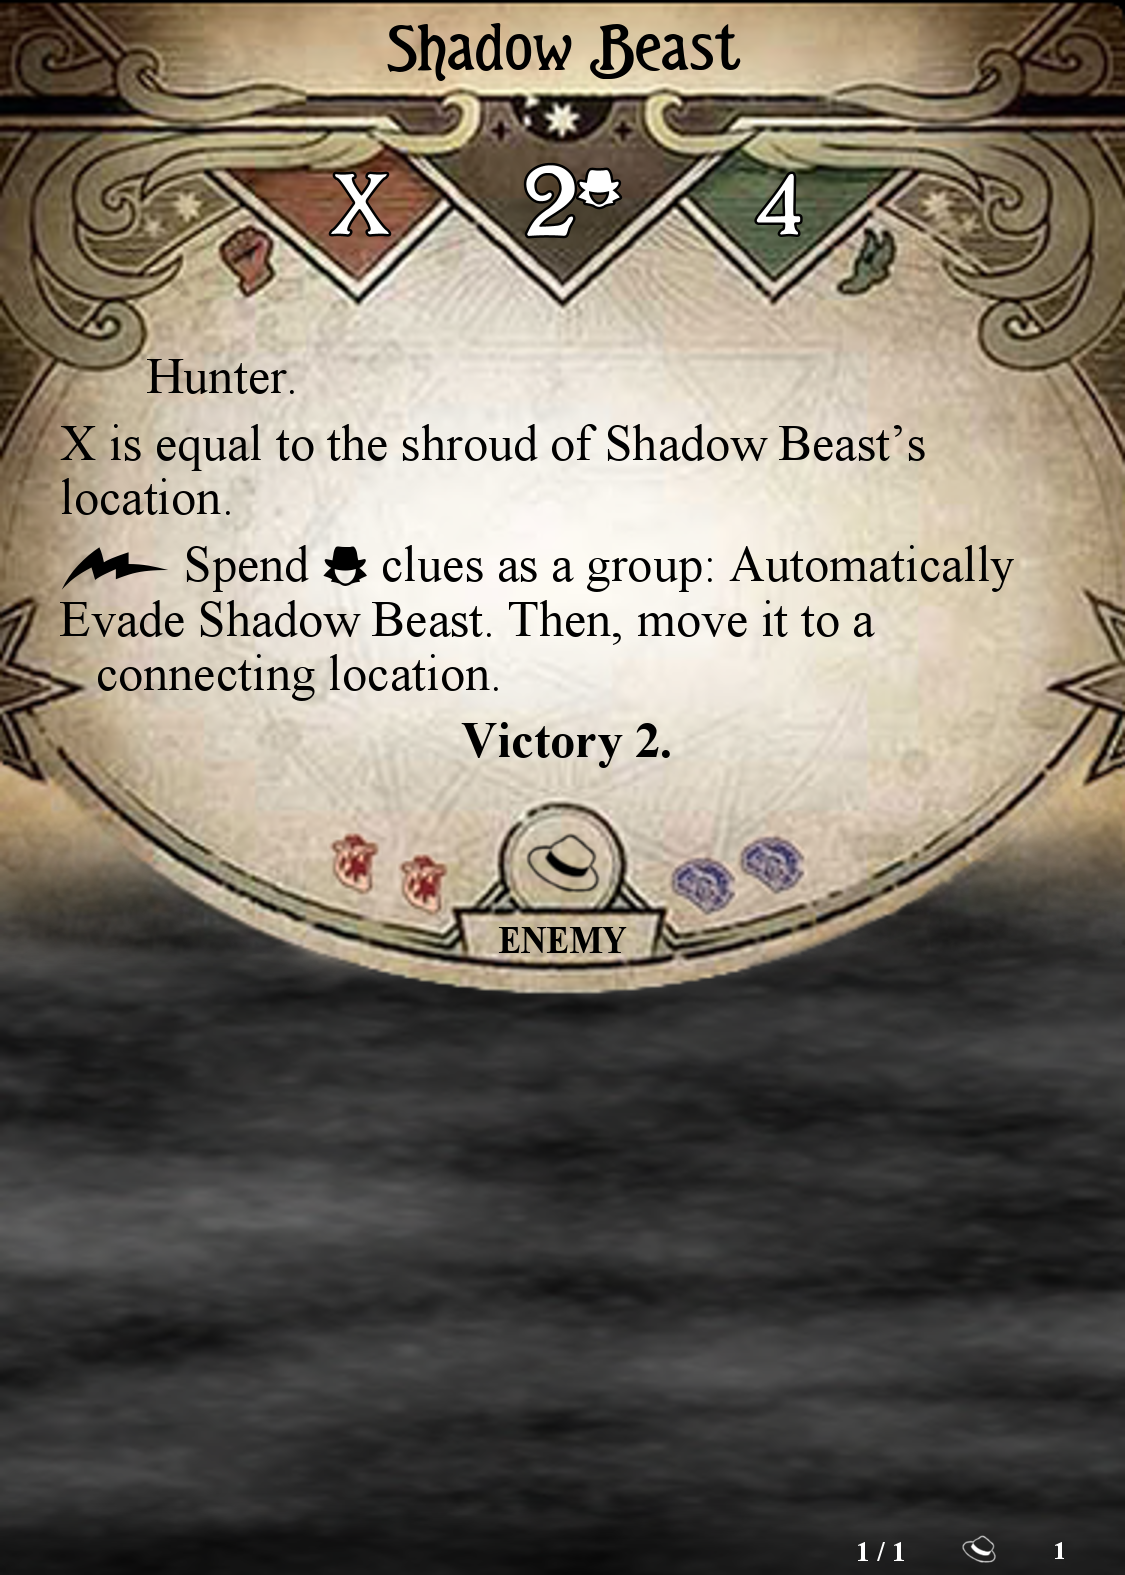 Shadow Beast
X 2 4
Hunter.
X is equal to the shroud of Shadow Beast’s
location.
Spend clues as a group: Automatically
Evade Shadow Beast. Then, move it to a
connecting location.
Victory 2.
ENEMY
1 / 1 1